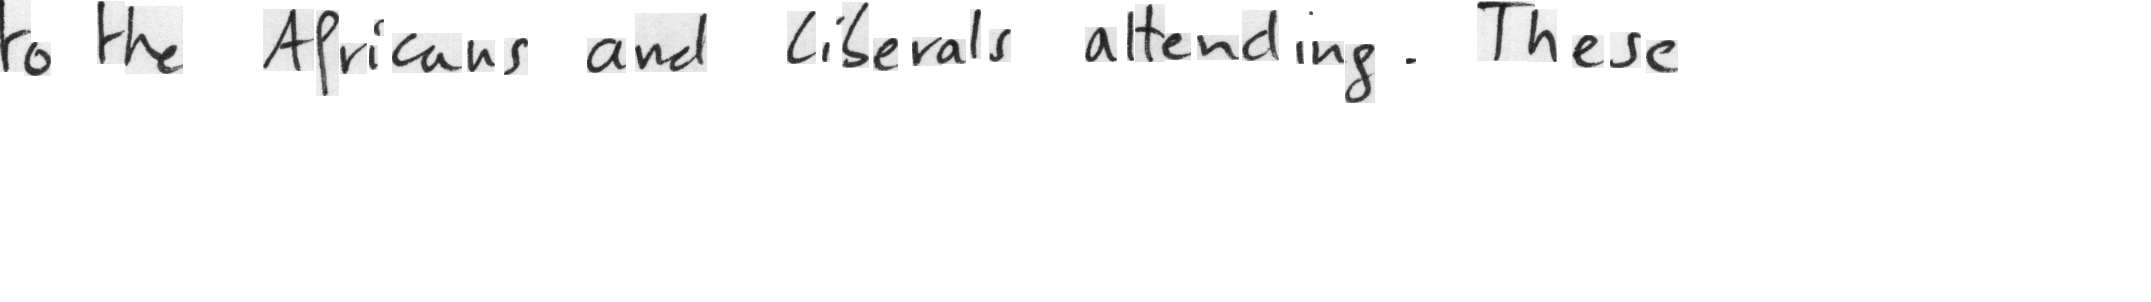 to the Africans and Liberals attending. These